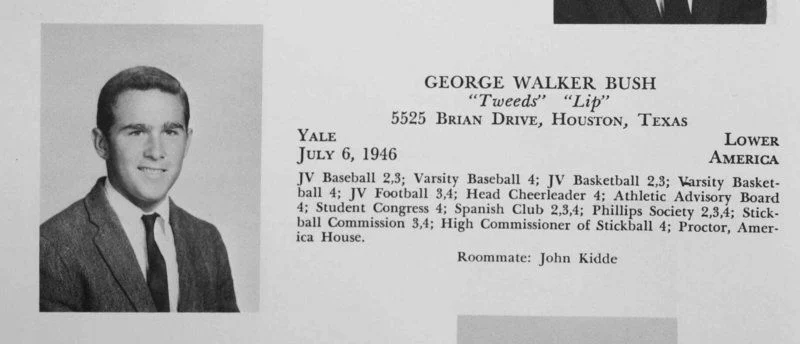 GEORGE WALKER BUSH
"Tweeds" "Lip"
5525 BRIAN DRIVE, HOUSTON, TEXAS
YALE LOWER
JULY 6, 1946 AMERICA
JV Baseball 2,3; Varsity Baseball 4; JV Basketball 2,3; Varsity Basket-
ball 4; JV Football 3,4; Head Cheerleader 4; Athletic Advisory Board
4; Student Congress 4; Spanish Club 2,3,4; Phillips Society 2,3,4; Stick-
ball Commission 3,4; High Commissioner of Stickball 4; Proctor, Amer-
ica House.
Roommate: John Kidde